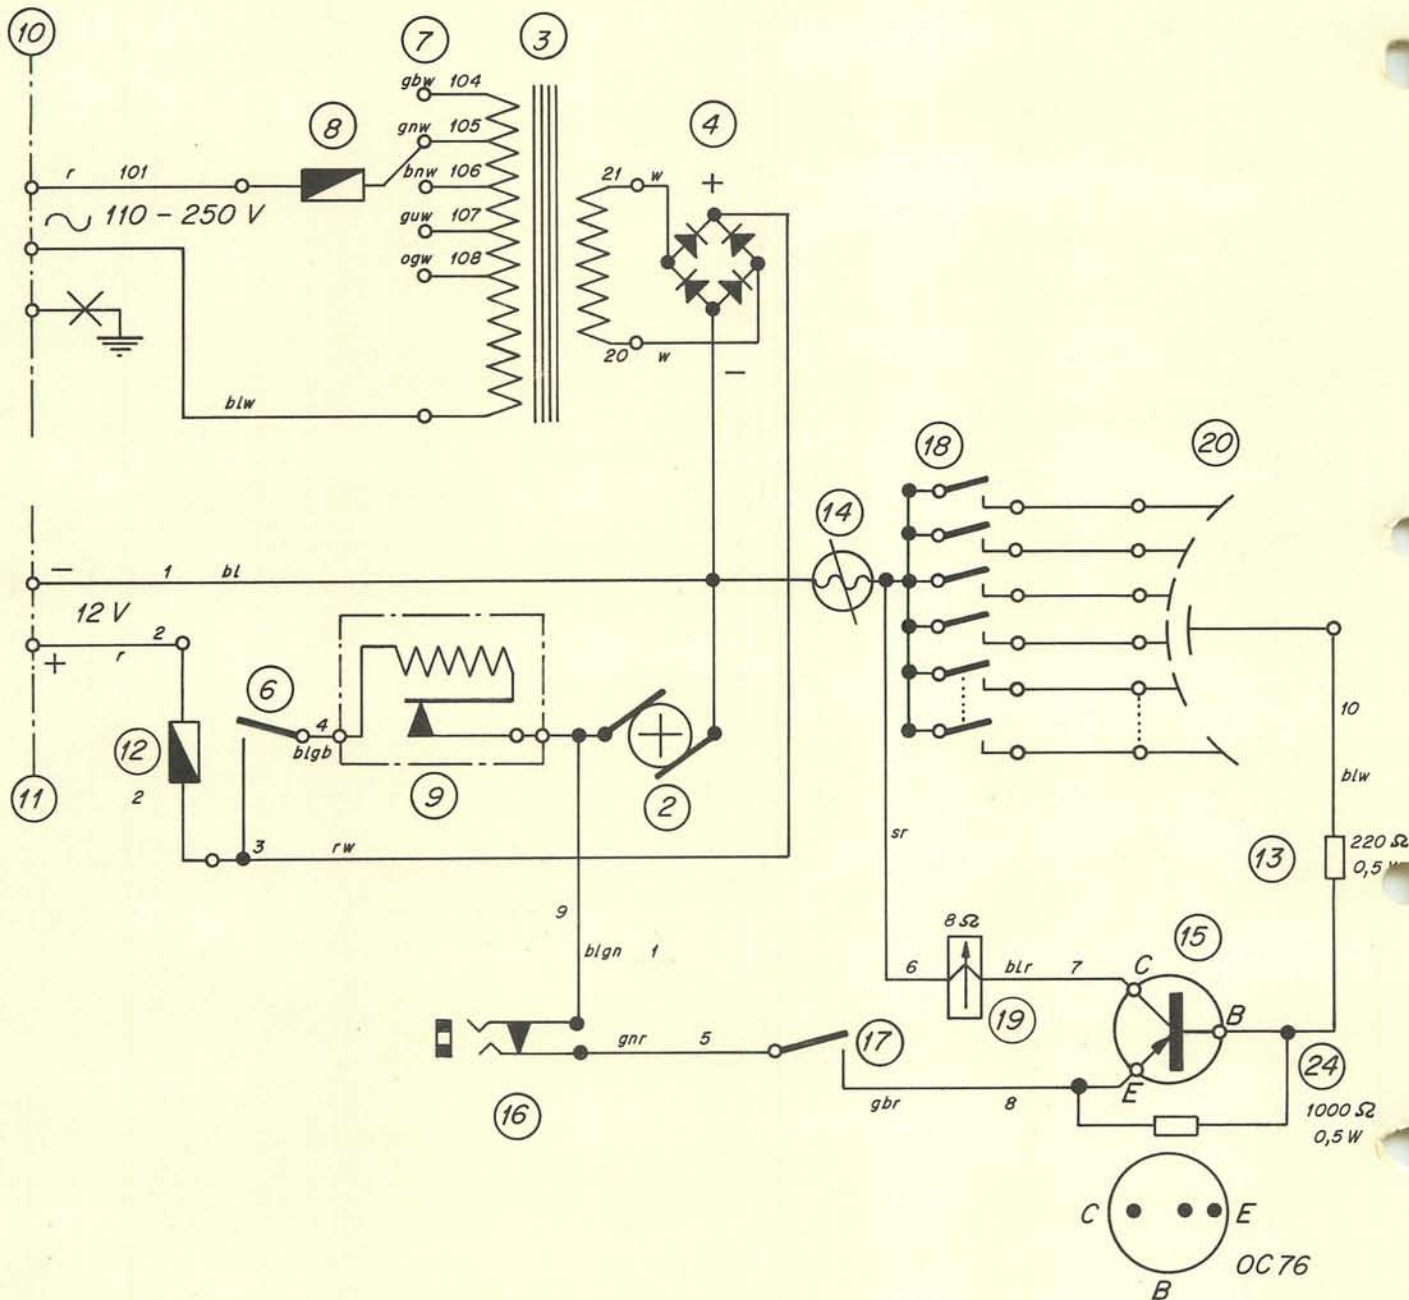 10
7
3
gbw 104
8
gnw 105
4
r 101
bnw 106
21 w
+
∿ 110 – 250 V
guw 107
ogw 108
20 w
–
blw
18
20
14
–
1 bl
12 V
2
r
+
6
4
blgb
10
12
2
11
9
2
blw
3
rw
sr
13
220 Ω
0,5 W
9
8 Ω
15
blgn 1
6
blr 7
C
19
B
gnr 5
17
24
E
16
gbr 8
1000 Ω
0,5 W
C
E
OC76
B